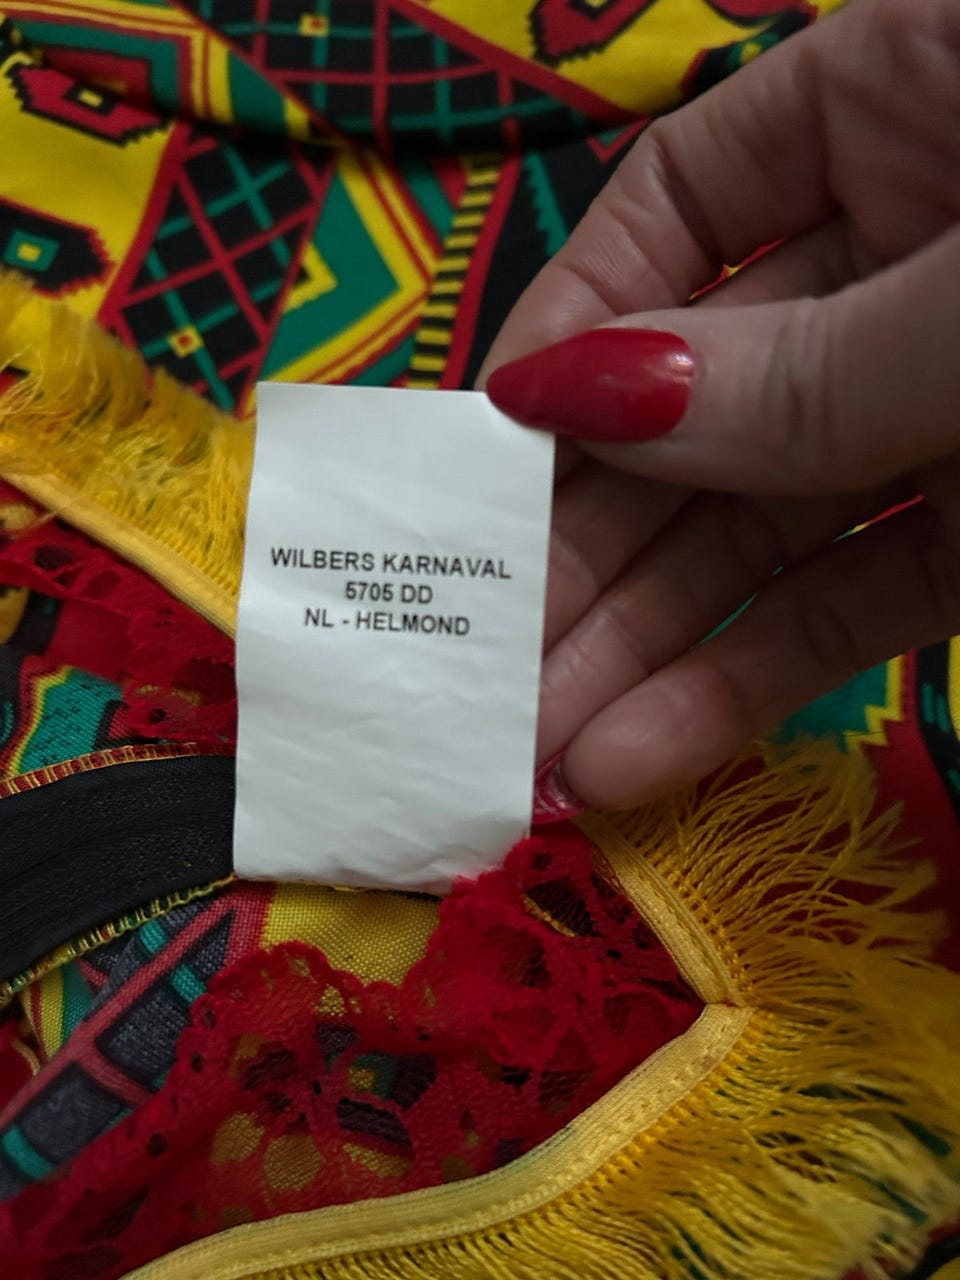 WILBERS KARNAVAL
5705 DD
NL - HELMOND